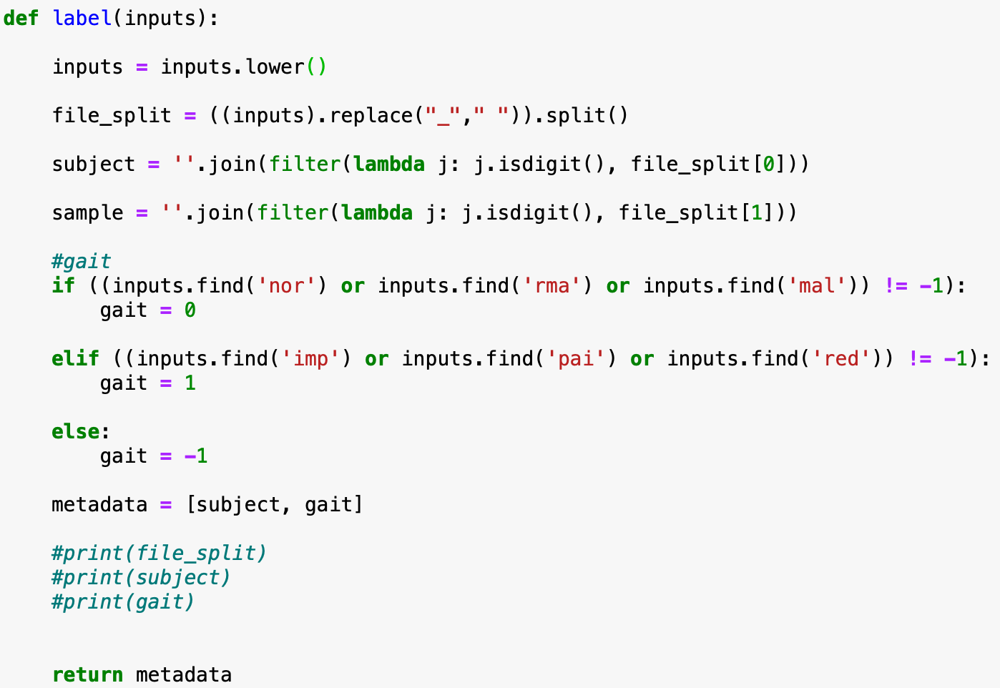 def label(inputs):
    inputs = inputs.lower()
    file_split = ((inputs).replace("_"," ")).split()
    subject = ''.join(filter(lambda j: j.isdigit(), file_split[0]))
    sample = ''.join(filter(lambda j: j.isdigit(), file_split[1]))
    #gait
    if ((inputs.find('nor') or inputs.find('rma') or inputs.find('mal')) != -1):
        gait = 0
    elif ((inputs.find('imp') or inputs.find('pai') or inputs.find('red')) != -1):
        gait = 1
    else:
        gait = -1
    metadata = [subject, gait]
    #print(file_split)
    #print(subject)
    #print(gait)
    return metadata